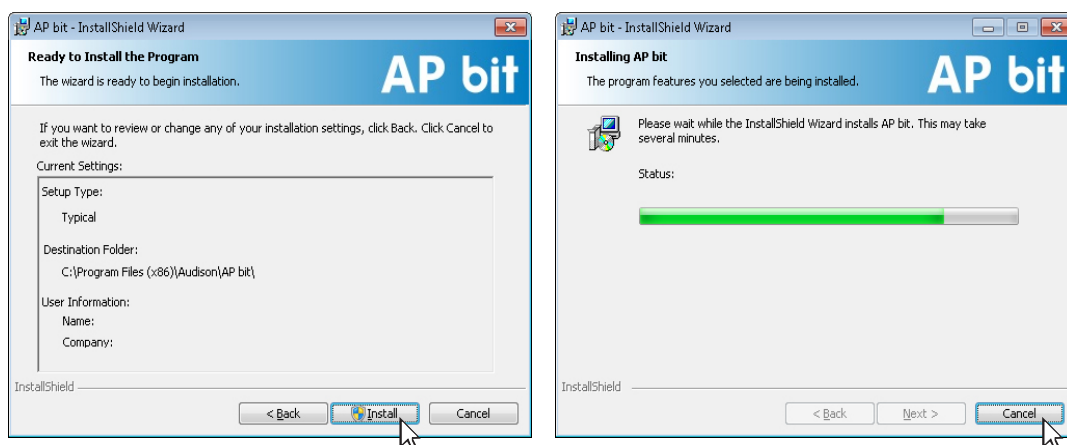 AP bit - InstallShield Wizard
Ready to Install the Program
The wizard is ready to begin installation.
AP bit
If you want to review or change any of your installation settings, click Back. Click Cancel to
exit the wizard.
Current Settings:
Setup Type:
Typical
Destination Folder:
C:\Program Files (x86)\Audison\AP bit\
User Information:
Name:
Company:
InstallShield
< Back
Install
Cancel
AP bit - InstallShield Wizard
Installing AP bit
The program features you selected are being installed.
AP bit
Please wait while the InstallShield Wizard installs AP bit. This may take
several minutes.
Status:
InstallShield
< Back
Next >
Cancel